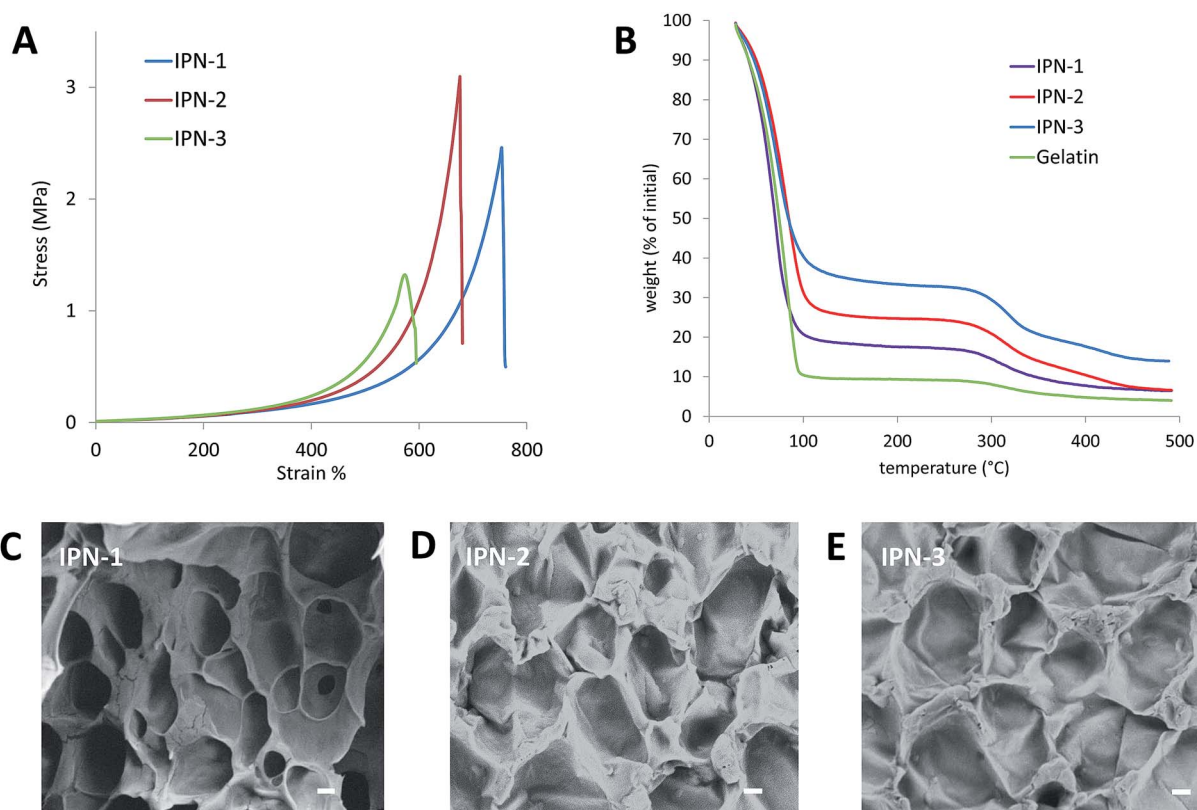 A
IPN-1
IPN-2
IPN-3
3
2
1
0
Stress (MPa)
0 200 400 600 800
Strain %
B
IPN-1
IPN-2
IPN-3
Gelatin
100
90
80
70
60
50
40
30
20
10
0
weight (% of initial)
0 100 200 300 400 500
temperature (°C)
C
IPN-1
D
IPN-2
E
IPN-3